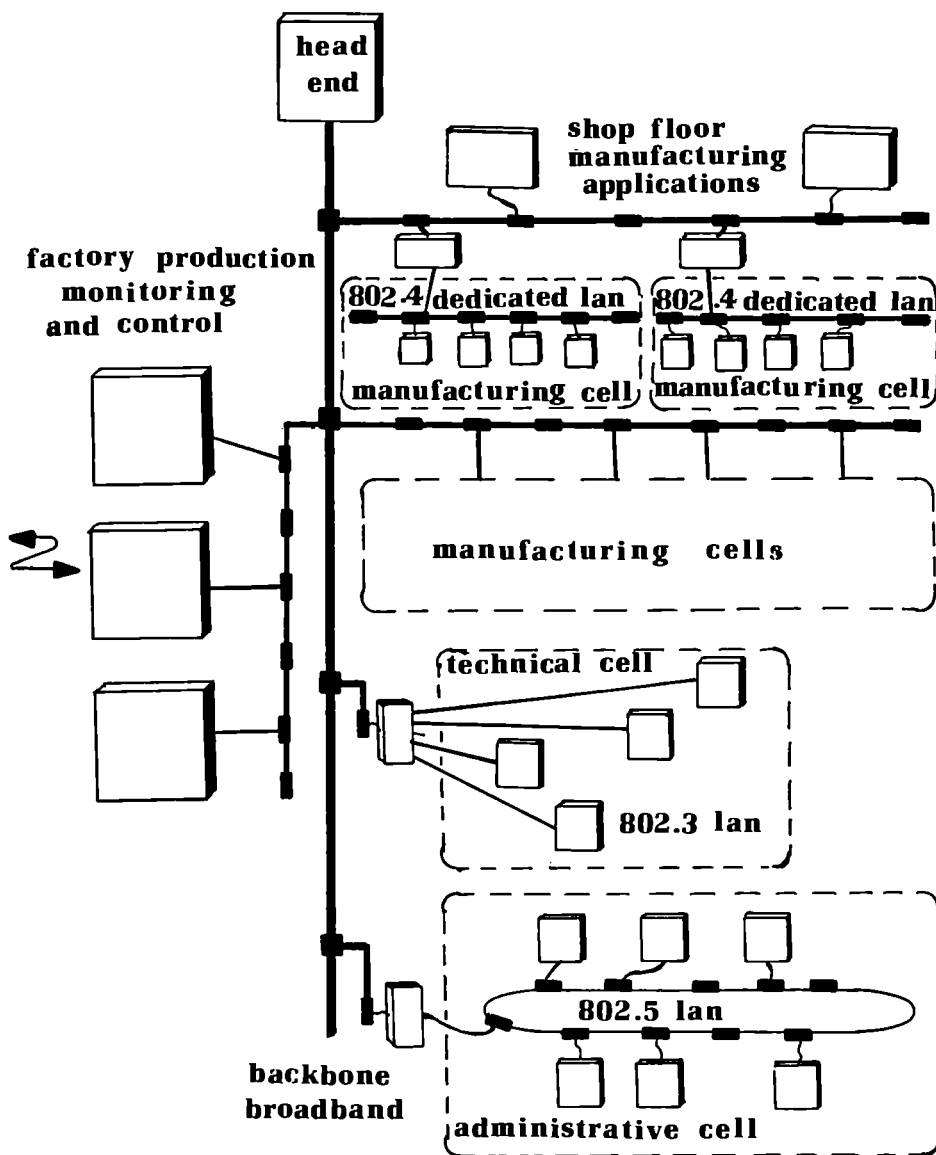 head
end
shop floor
manufacturing
applications
factory production
monitoring
and control
802.4 dedicated lan
802.4 dedicated lan
manufacturing cell
manufacturing cell
manufacturing cells
technical cell
802.3 lan
802.5 lan
backbone
broadband
administrative cell